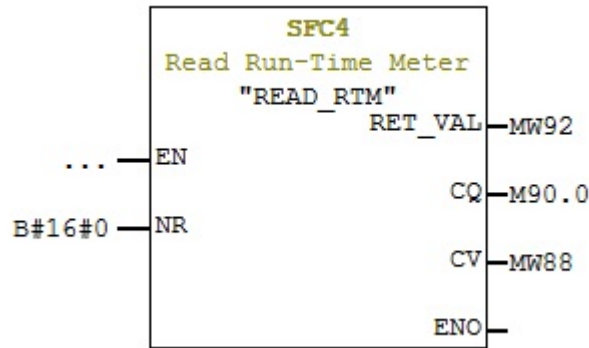 SFC4
Read Run-Time Meter
"READ_RTM"
RET_VAL MW92
... EN
CQ M90.0
B#16#0 NR
CV MW88
ENO